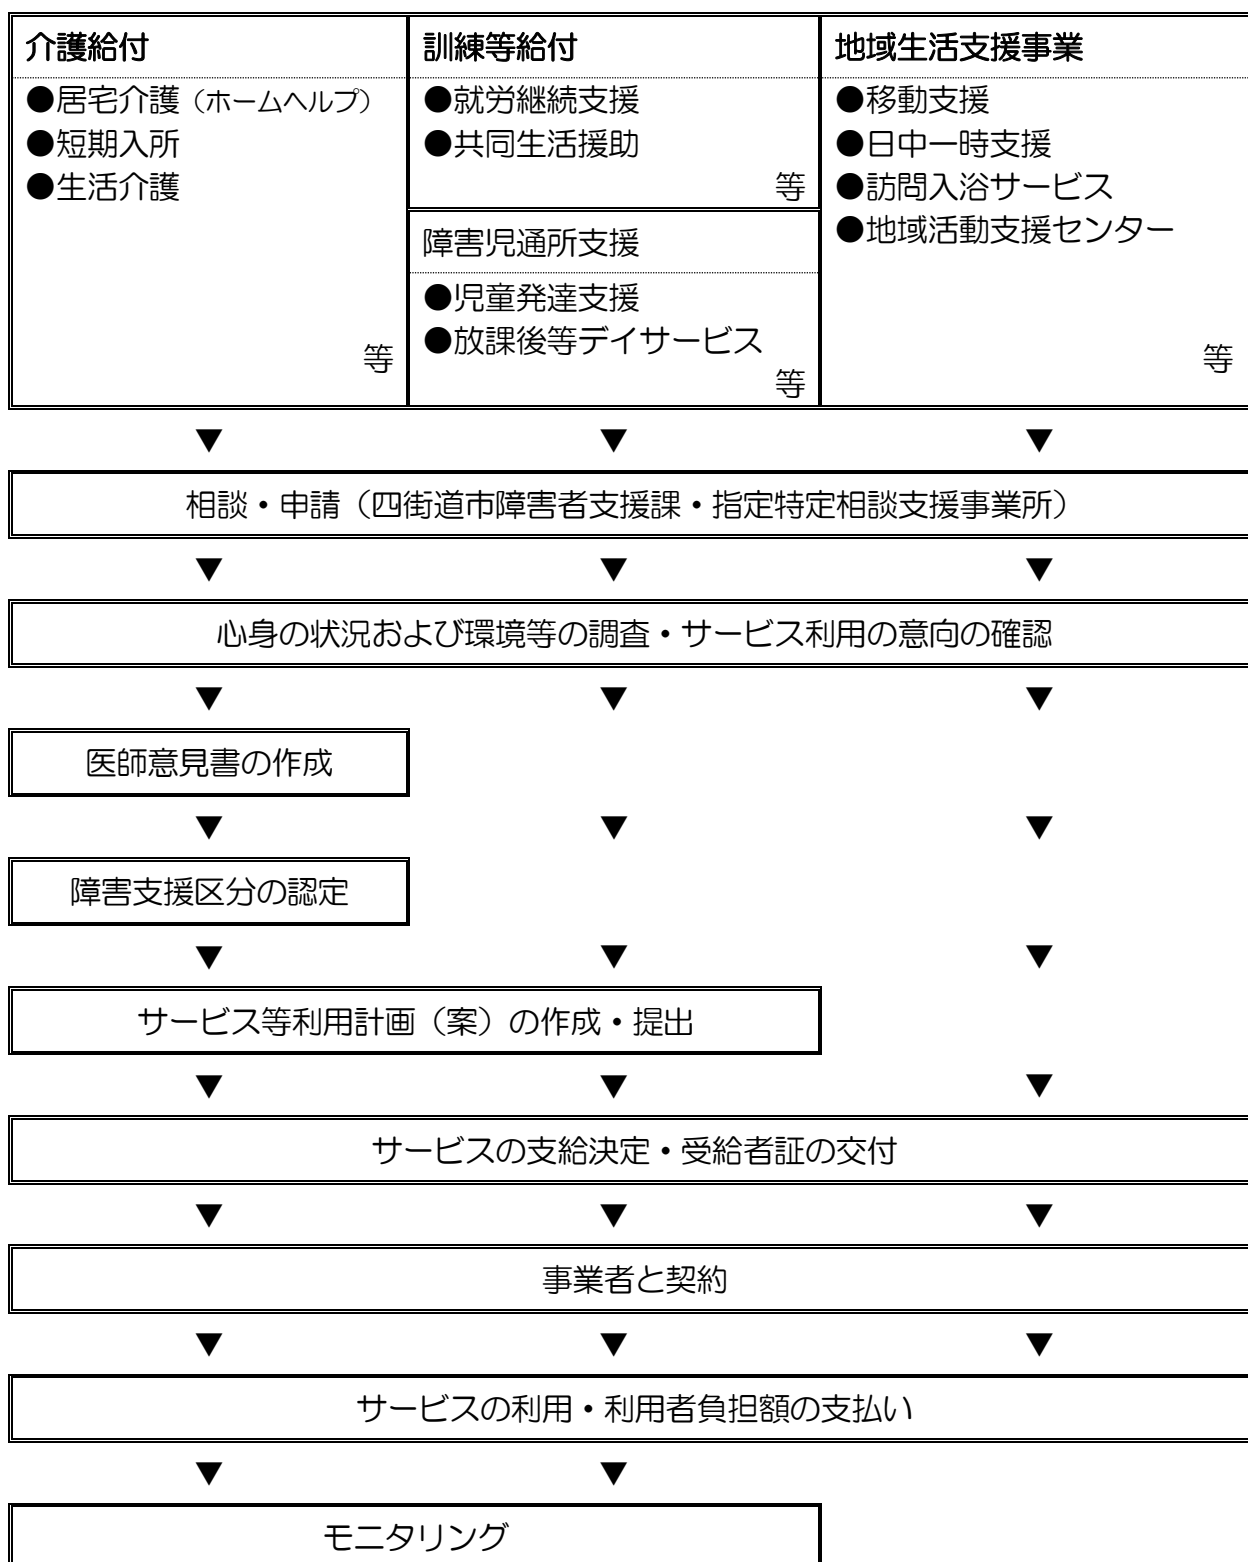 介護給付
●居宅介護（ホームヘルプ）
●短期入所
●生活介護
等
訓練等給付
●就労継続支援
●共同生活援助
等
障害児通所支援
●児童発達支援
●放課後等デイサービス
等
地域生活支援事業
●移動支援
●日中一時支援
●訪問入浴サービス
●地域活動支援センター
等
▼ ▼ ▼
相談・申請（四街道市障害者支援課・指定特定相談支援事業所）
▼ ▼ ▼
心身の状況および環境等の調査・サービス利用の意向の確認
▼ ▼ ▼
医師意見書の作成
▼ ▼ ▼
障害支援区分の認定
▼ ▼ ▼
サービス等利用計画（案）の作成・提出
▼ ▼ ▼
サービスの支給決定・受給者証の交付
▼ ▼ ▼
事業者と契約
▼ ▼ ▼
サービスの利用・利用者負担額の支払い
▼ ▼
モニタリング